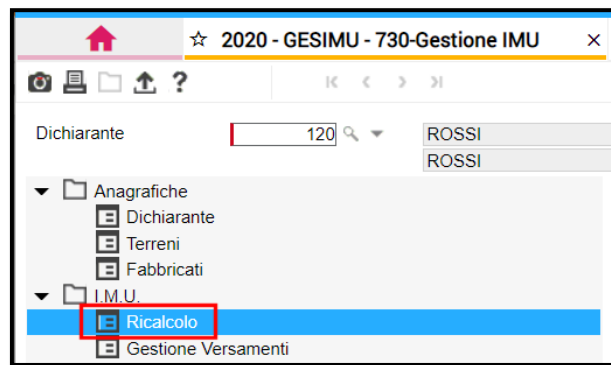 ☆ 2020 - GESIMU - 730-Gestione IMU ×
?
Dichiarante 120 ROSSI
ROSSI
Anagrafiche
Dichiarante
Terreni
Fabbricati
I.M.U.
Ricalcolo
Gestione Versamenti